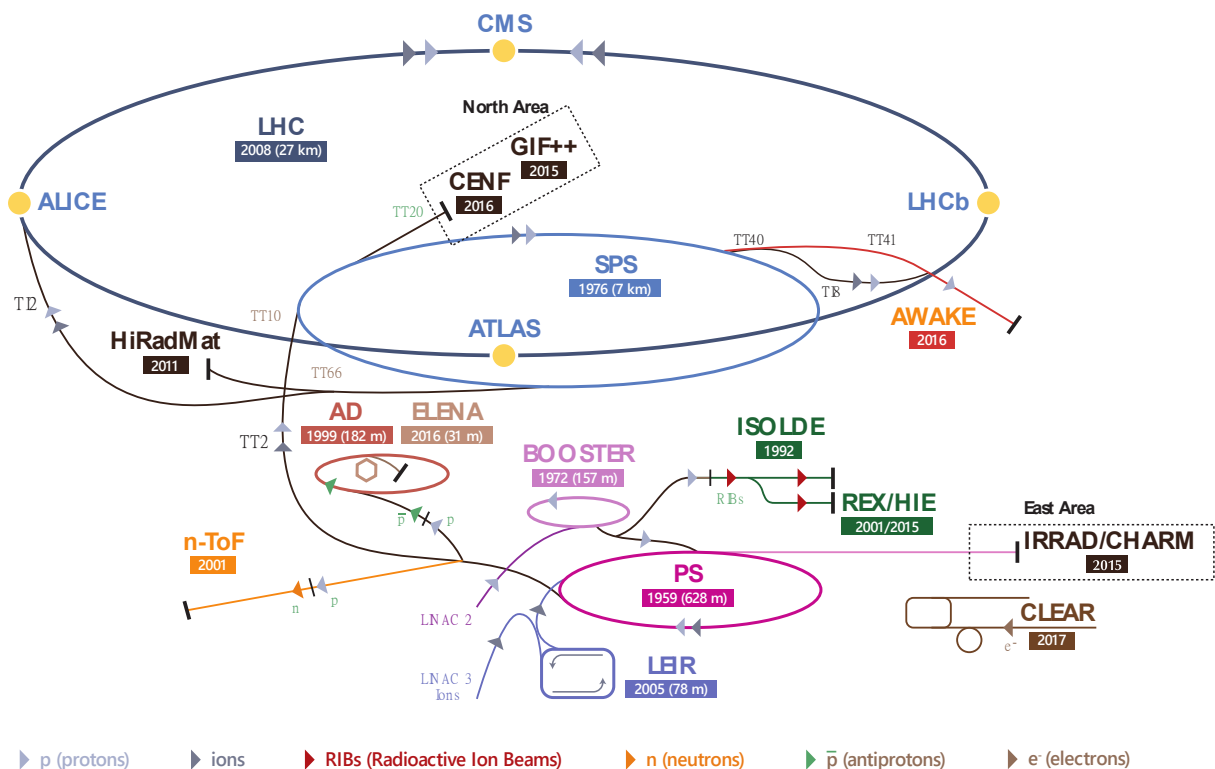 CMS
North Area
LHC
2008 (27 km)
GIF++
2015
CENF
2016
ALICE
TT20
LHCb
TT40
TT41
SPS
1976 (7 km)
TI2
TI8
TT10
AWAKE
2016
ATLAS
HiRadMat
2011
TT66
AD
1999 (182 m)
ELENA
2016 (31 m)
TT2
BOOSTER
1972 (157 m)
ISOLDE
1992
RIBs
REX/HIE
2001/2015
East Area
p̅
p
n-ToF
2001
IRRAD/CHARM
2015
PS
1959 (628 m)
n
p
LINAC 2
CLEAR
2017
e-
LINAC 3
Ions
LEIR
2005 (78 m)
p (protons)
ions
RIBs (Radioactive Ion Beams)
n (neutrons)
p̅ (antiprotons)
e⁻ (electrons)